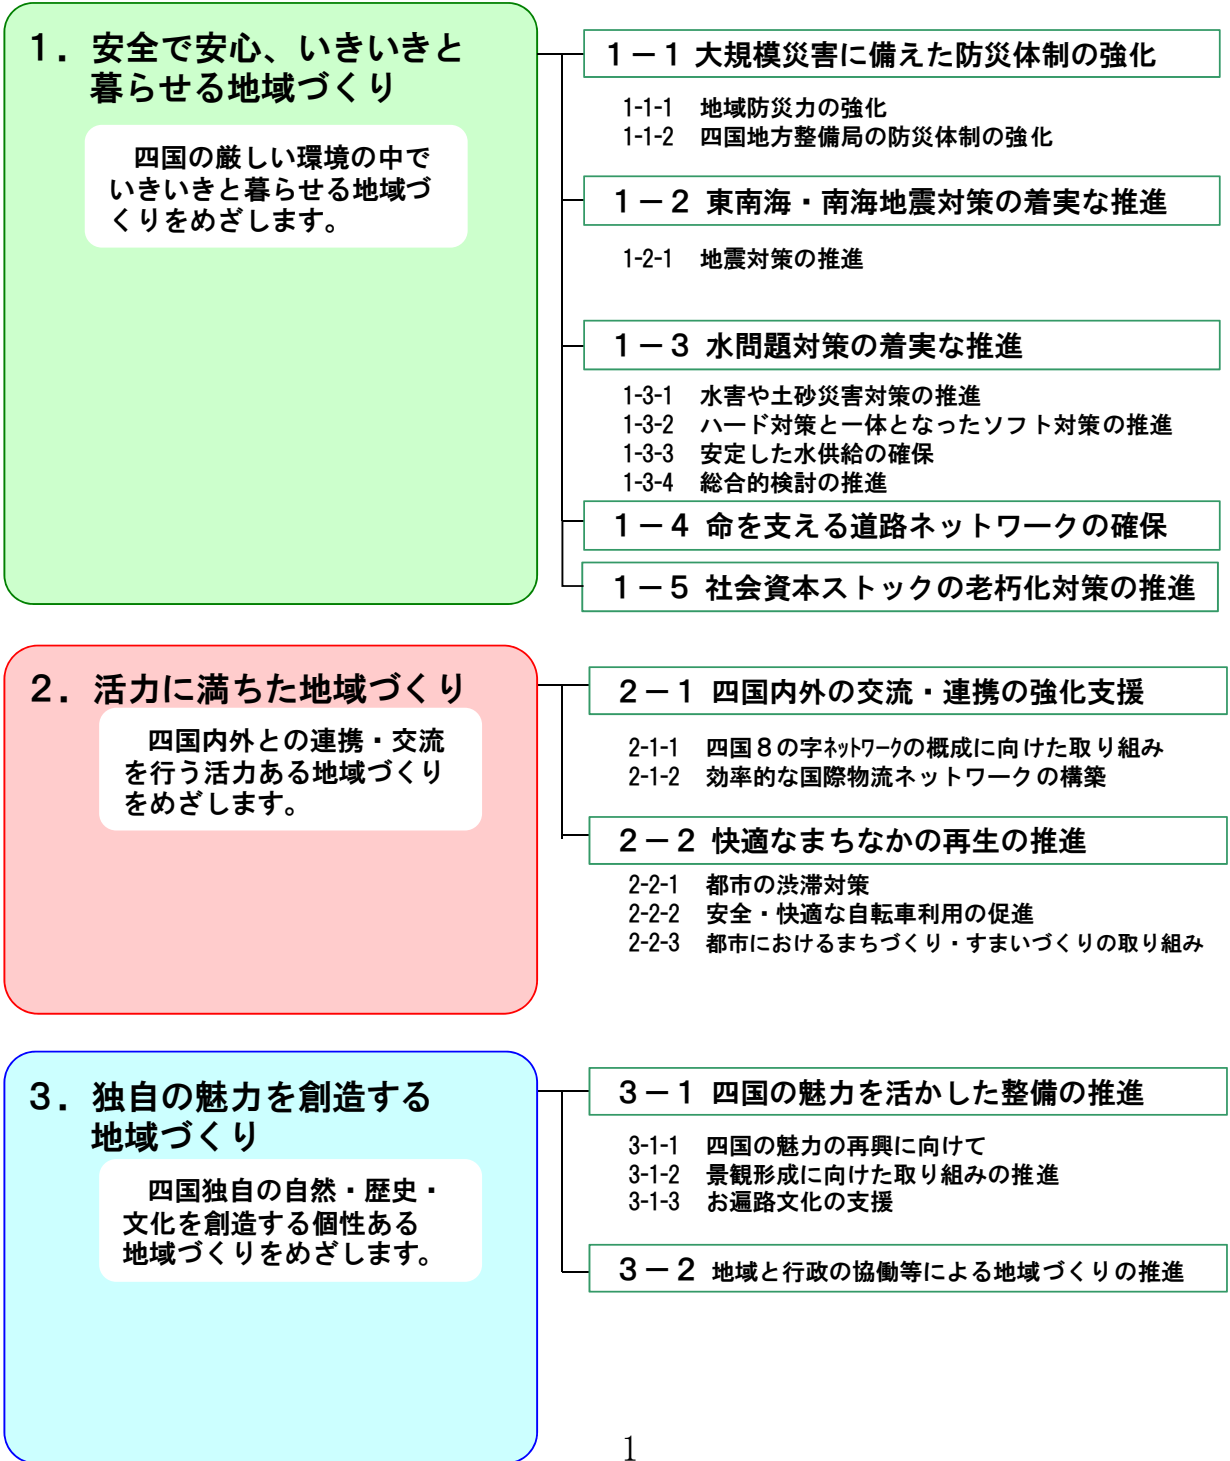 １．安全で安心、いきいきと
暮らせる地域づくり
四国の厳しい環境の中で
いきいきと暮らせる地域づ
くりをめざします。
１－１ 大規模災害に備えた防災体制の強化
1-1-1 地域防災力の強化
1-1-2 四国地方整備局の防災体制の強化
１－２ 東南海・南海地震対策の着実な推進
1-2-1 地震対策の推進
１－３ 水問題対策の着実な推進
1-3-1 水害や土砂災害対策の推進
1-3-2 ハード対策と一体となったソフト対策の推進
1-3-3 安定した水供給の確保
1-3-4 総合的検討の推進
１－４ 命を支える道路ネットワークの確保
１－５ 社会資本ストックの老朽化対策の推進
２．活力に満ちた地域づくり
四国内外との連携・交流
を行う活力ある地域づくり
をめざします。
２－１ 四国内外の交流・連携の強化支援
2-1-1 四国８の字ﾈｯﾄﾜｰｸの概成に向けた取り組み
2-1-2 効率的な国際物流ネットワークの構築
２－２ 快適なまちなかの再生の推進
2-2-1 都市の渋滞対策
2-2-2 安全・快適な自転車利用の促進
2-2-3 都市におけるまちづくり・すまいづくりの取り組み
３．独自の魅力を創造する
地域づくり
四国独自の自然・歴史・
文化を創造する個性ある
地域づくりをめざします。
３－１ 四国の魅力を活かした整備の推進
3-1-1 四国の魅力の再興に向けて
3-1-2 景観形成に向けた取り組みの推進
3-1-3 お遍路文化の支援
３－２ 地域と行政の協働等による地域づくりの推進
1